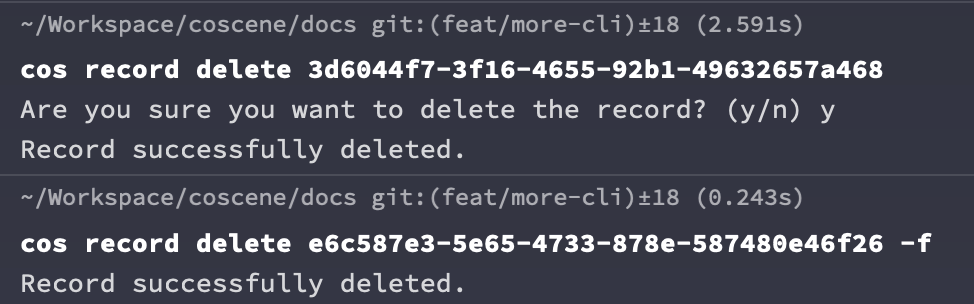 ~/Workspace/coscene/docs git:(feat/more-cli)±18 (2.591s)
cos record delete 3d6044f7-3f16-4655-92b1-49632657a468
Are you sure you want to delete the record? (y/n) y
Record successfully deleted.
~/Workspace/coscene/docs git:(feat/more-cli)±18 (0.243s)
cos record delete e6c587e3-5e65-4733-878e-587480e46f26 -f
Record successfully deleted.